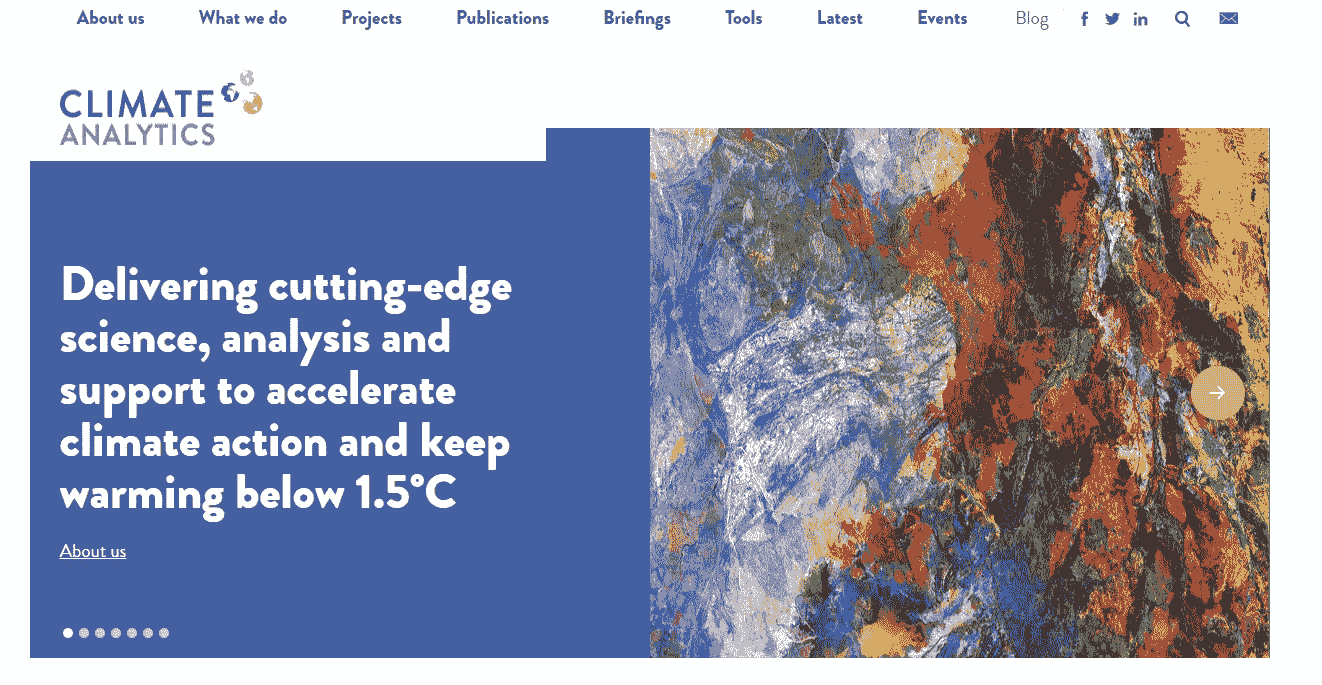 About us What we do Projects Publications Briefings Tools Latest Events Blog
CLIMATE
ANALYTICS
Delivering cutting-edge
science, analysis and
support to accelerate
climate action and keep
warming below 1.5°C
About us